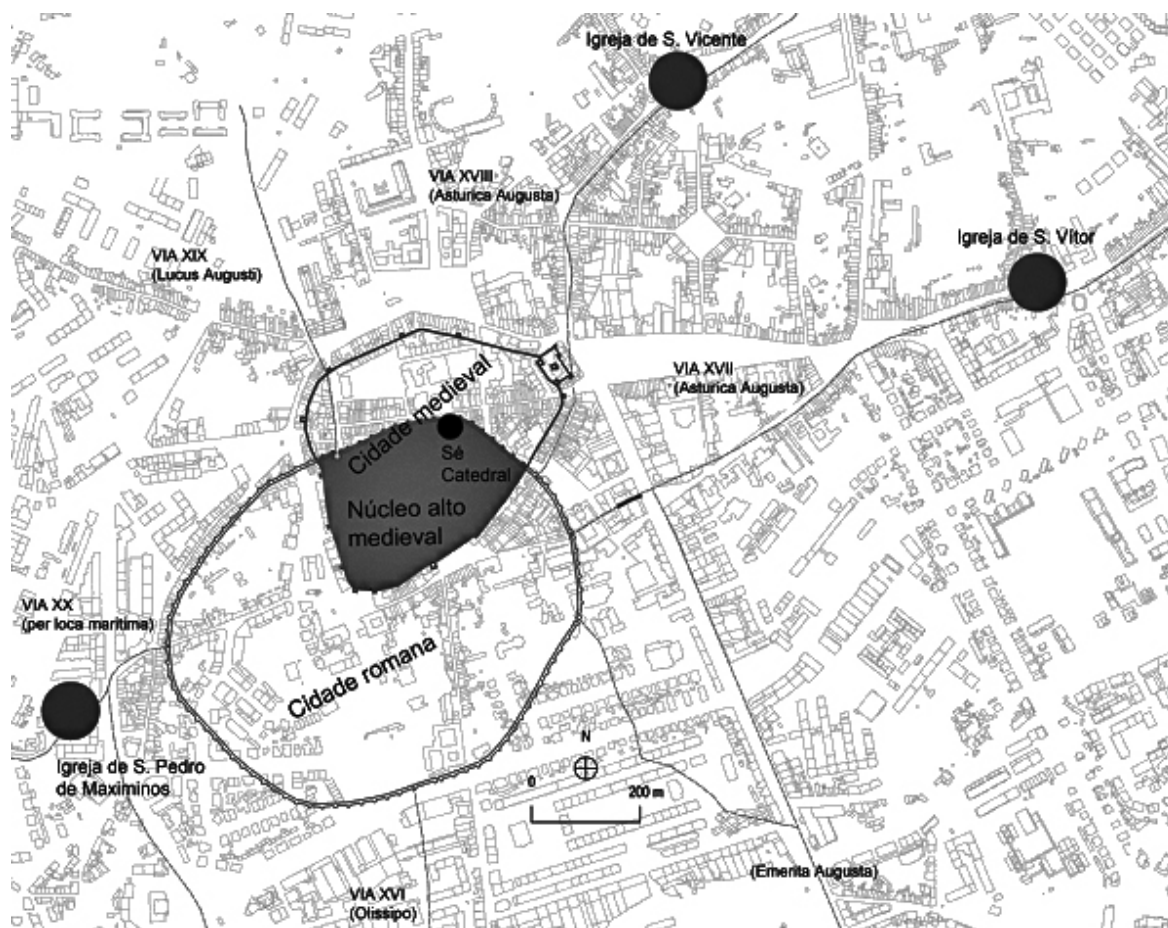 Igreja de S. Vicente
VIA XVIII
(Asturica Augusta)
Igreja de S. Vítor
VIA XIX
(Lucus Augusti)
VIA XVII
(Asturica Augusta)
Cidade medieval
Sé
Catedral
Núcleo alto
medieval
VIA XX
(per loca marítima)
Cidade romana
Igreja de S. Pedro
de Maximinos
N
0
200 m
(Emerita Augusta)
VIA XVI
(Olissipo)